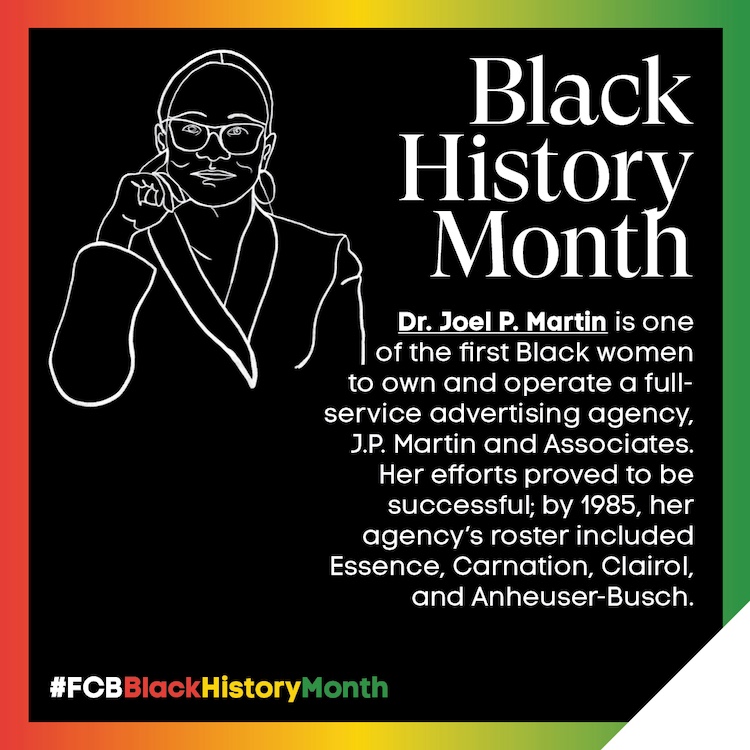 Black
History
Month
Dr. Joel P. Martin is one
of the first Black women
to own and operate a full-
service advertising agency,
J.P. Martin and Associates.
Her efforts proved to be
successful; by 1985, her
agency's roster included
Essence, Carnation, Clairol,
and Anheuser-Busch.
#FCBBlackHistoryMonth